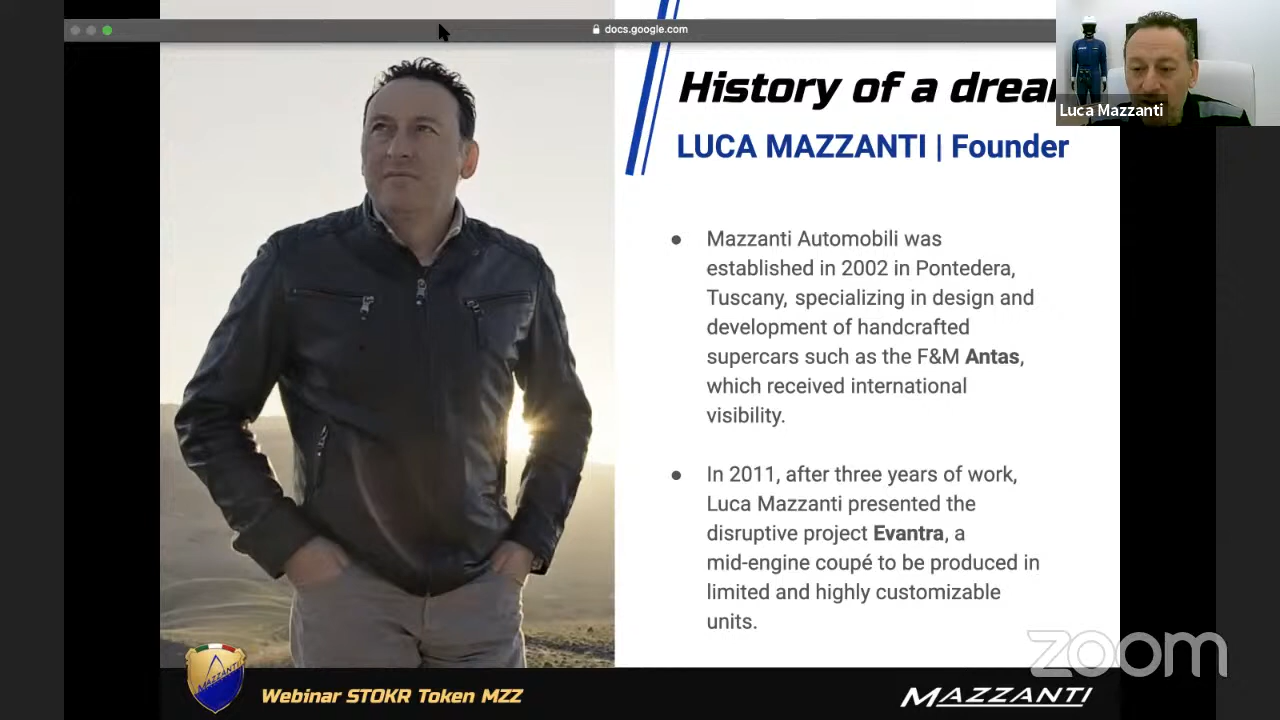 docs.google.com
History of a drea
Luca Mazzanti
LUCA MAZZANTI | Founder
● Mazzanti Automobili was
established in 2002 in Pontedera,
Tuscany, specializing in design and
development of handcrafted
supercars such as the F&M Antas,
which received international
visibility.
● In 2011, after three years of work,
Luca Mazzanti presented the
disruptive project Evantra, a
mid-engine coupé to be produced in
limited and highly customizable
units.
zoom
MAZZANTI
Webinar STOKR Token MZZ
MAZZANTI